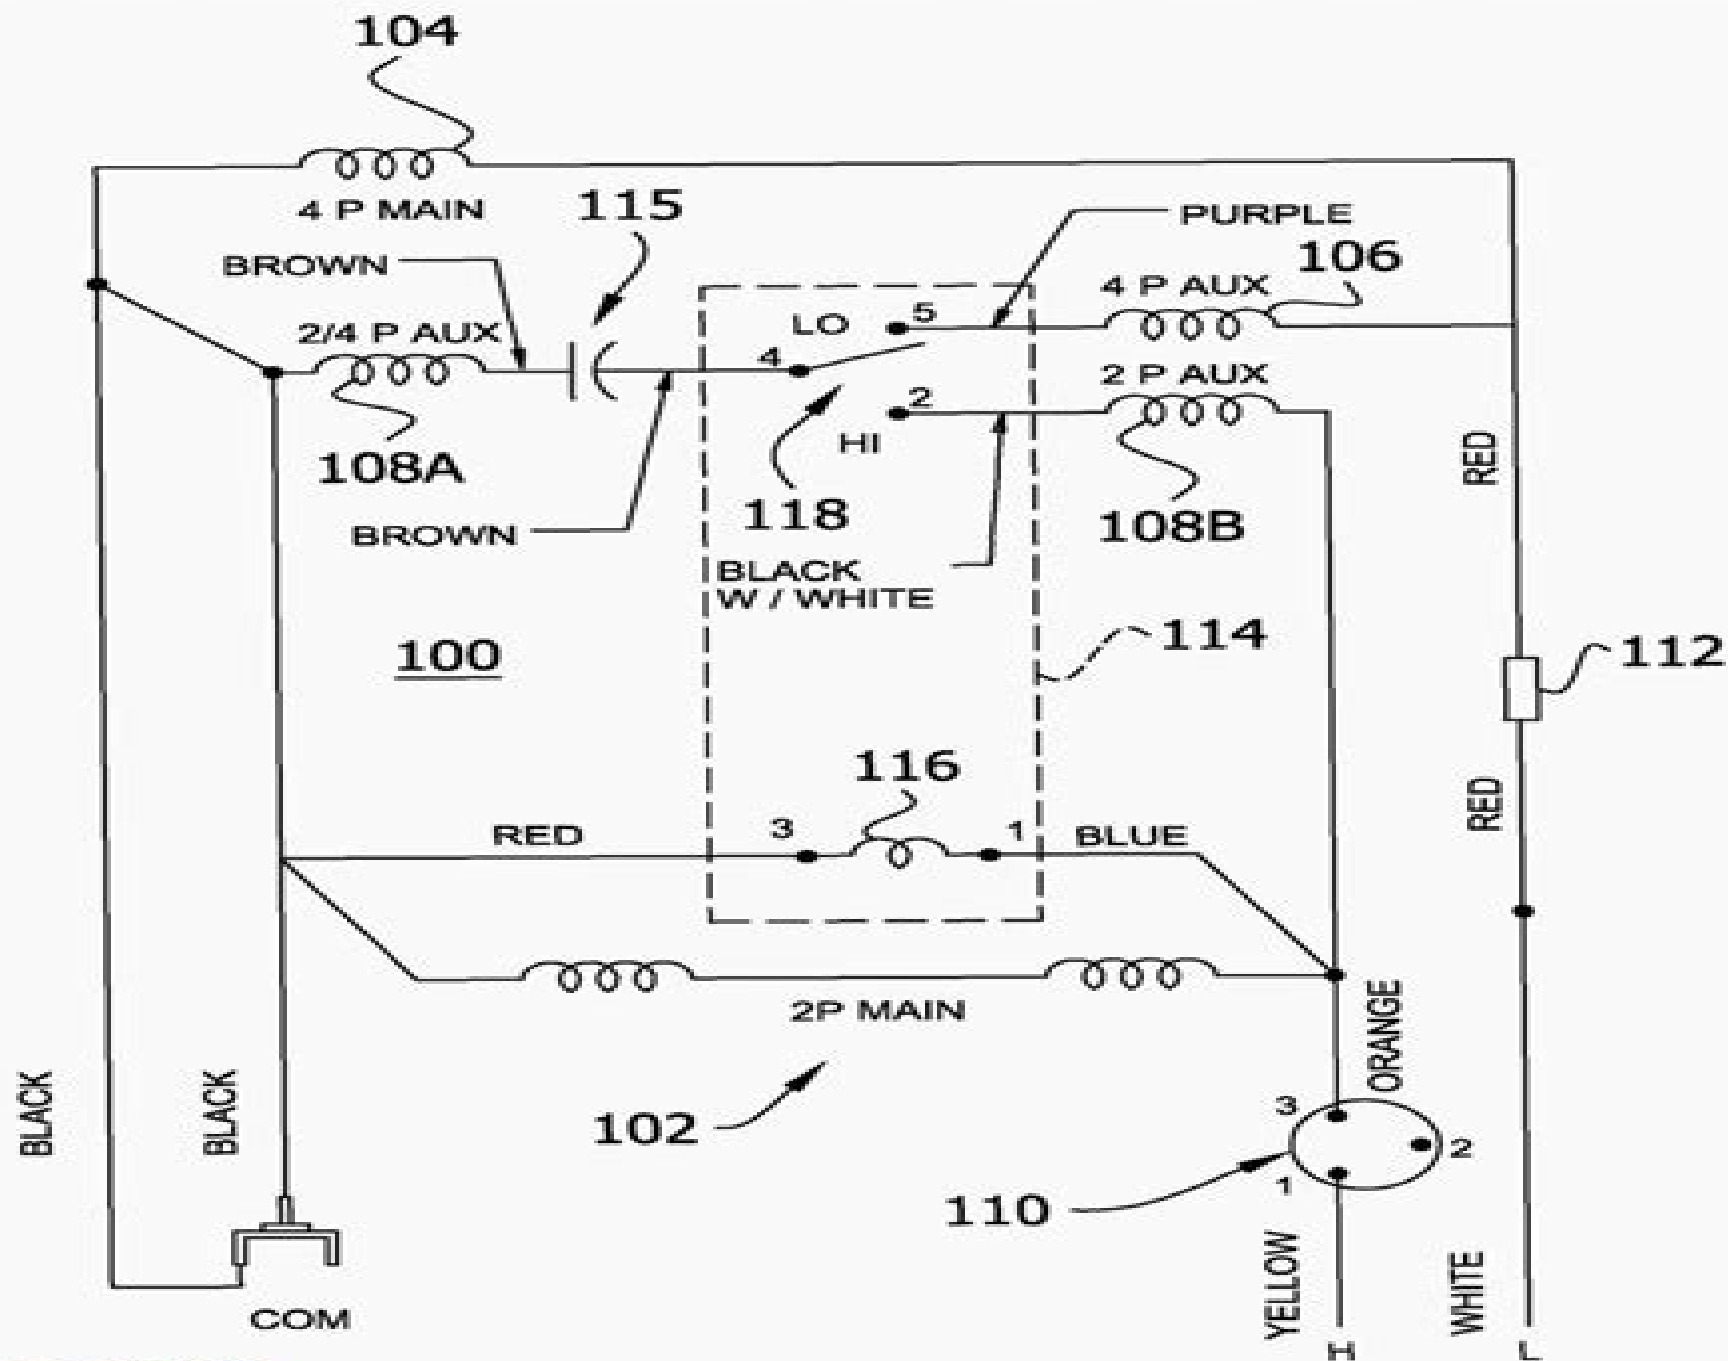 104
4 P MAIN
115
PURPLE
BROWN
106
4 P AUX
LO
5
2/4 P AUX
4
2 P AUX
2
HI
RED
108A
118
108B
BROWN
BLACK
W / WHITE
100
114
112
116
RED
3
1
BLUE
RED
2P MAIN
ORANGE
BLACK
BLACK
102
3
2
110
1
YELLOW
WHITE
COM
H
L